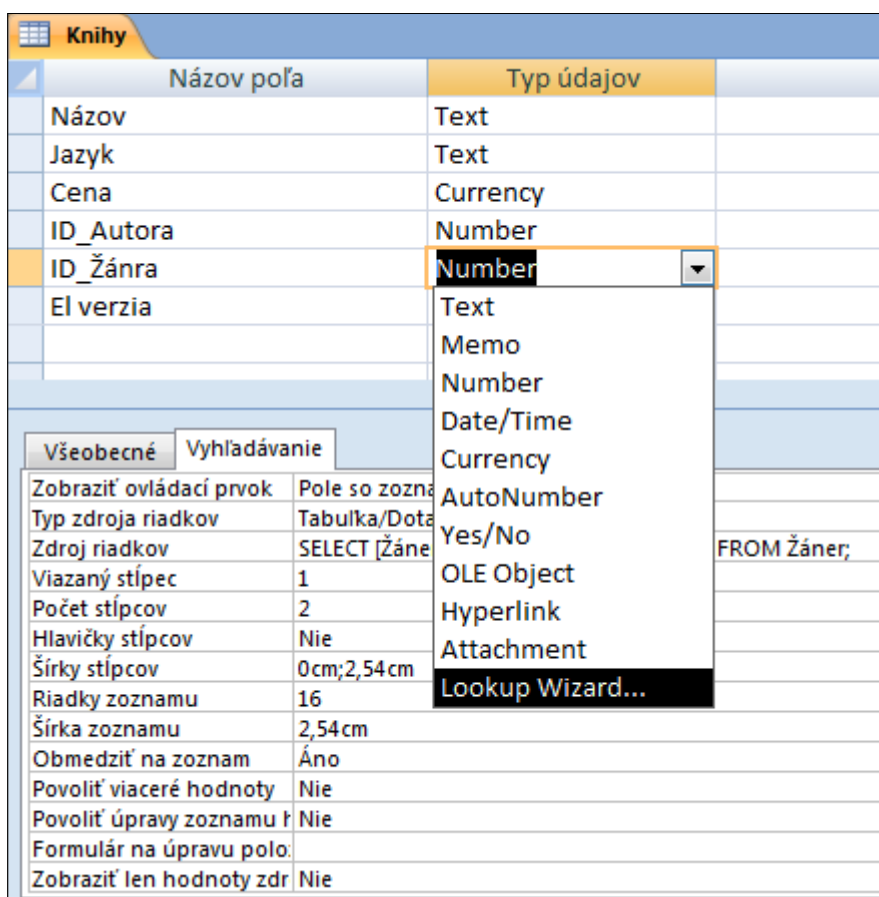 Knihy
Názov poľa Typ údajov
Názov Text
Jazyk Text
Cena Currency
ID_Autora Number
ID_Žánra Number
El verzia
Text
Memo
Number
Date/Time
Currency
AutoNumber
Yes/No
OLE Object
Hyperlink
Attachment
Lookup Wizard...
Všeobecné Vyhľadávanie
Zobraziť ovládací prvok Pole so zozna
Typ zdroja riadkov Tabuľka/Dota
Zdroj riadkov SELECT [Žáne FROM Žáner;
Viazaný stĺpec 1
Počet stĺpcov 2
Hlavičky stĺpcov Nie
Šírky stĺpcov 0cm;2,54cm
Riadky zoznamu 16
Šírka zoznamu 2,54cm
Obmedziť na zoznam Áno
Povoliť viaceré hodnoty Nie
Povoliť úpravy zoznamu h Nie
Formulár na úpravu polo
Zobraziť len hodnoty zdr Nie